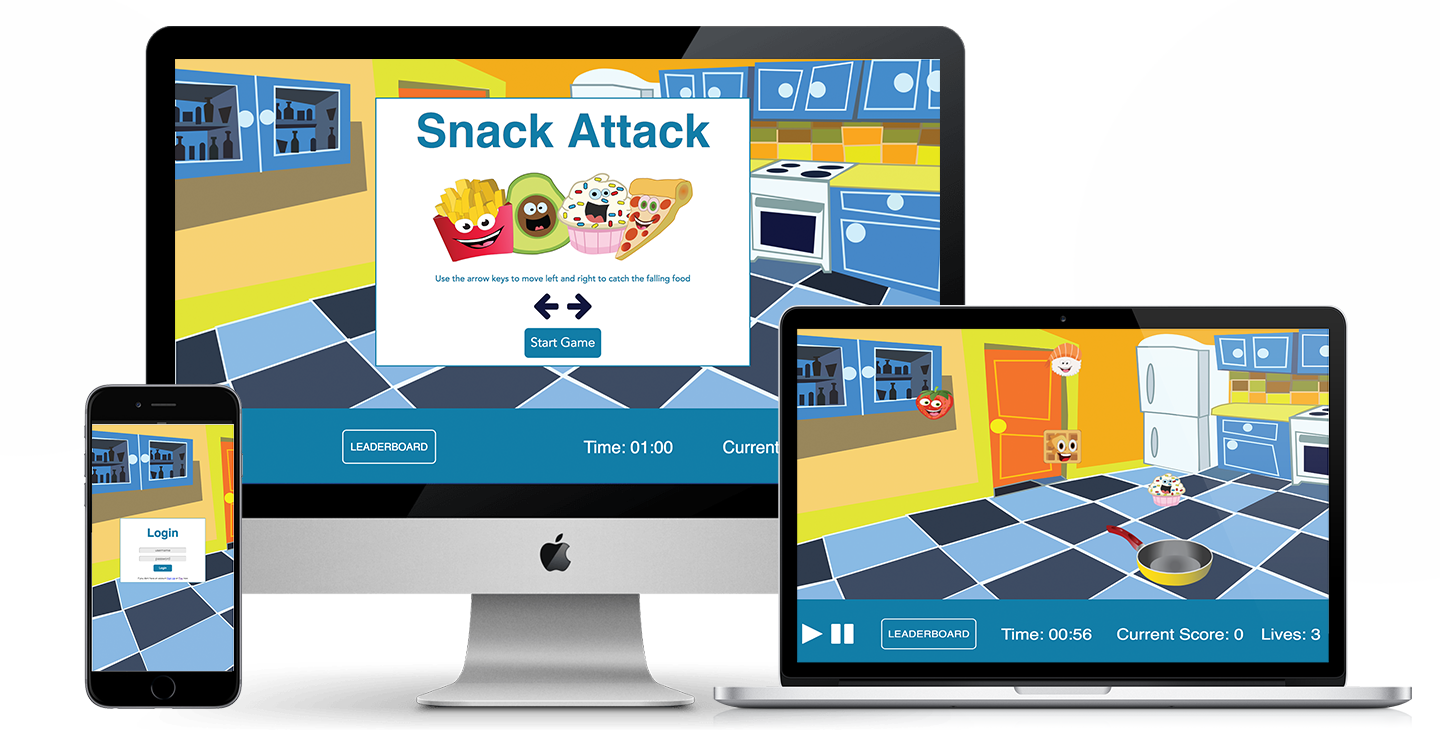 Snack Attack
Use the arrow keys to move left and right to catch the falling food
Start Game
LEADERBOARD
Time: 01:00
Current
Login
username
password
Login
LEADERBOARD
Time: 00:56
Current Score: 0
Lives: 3